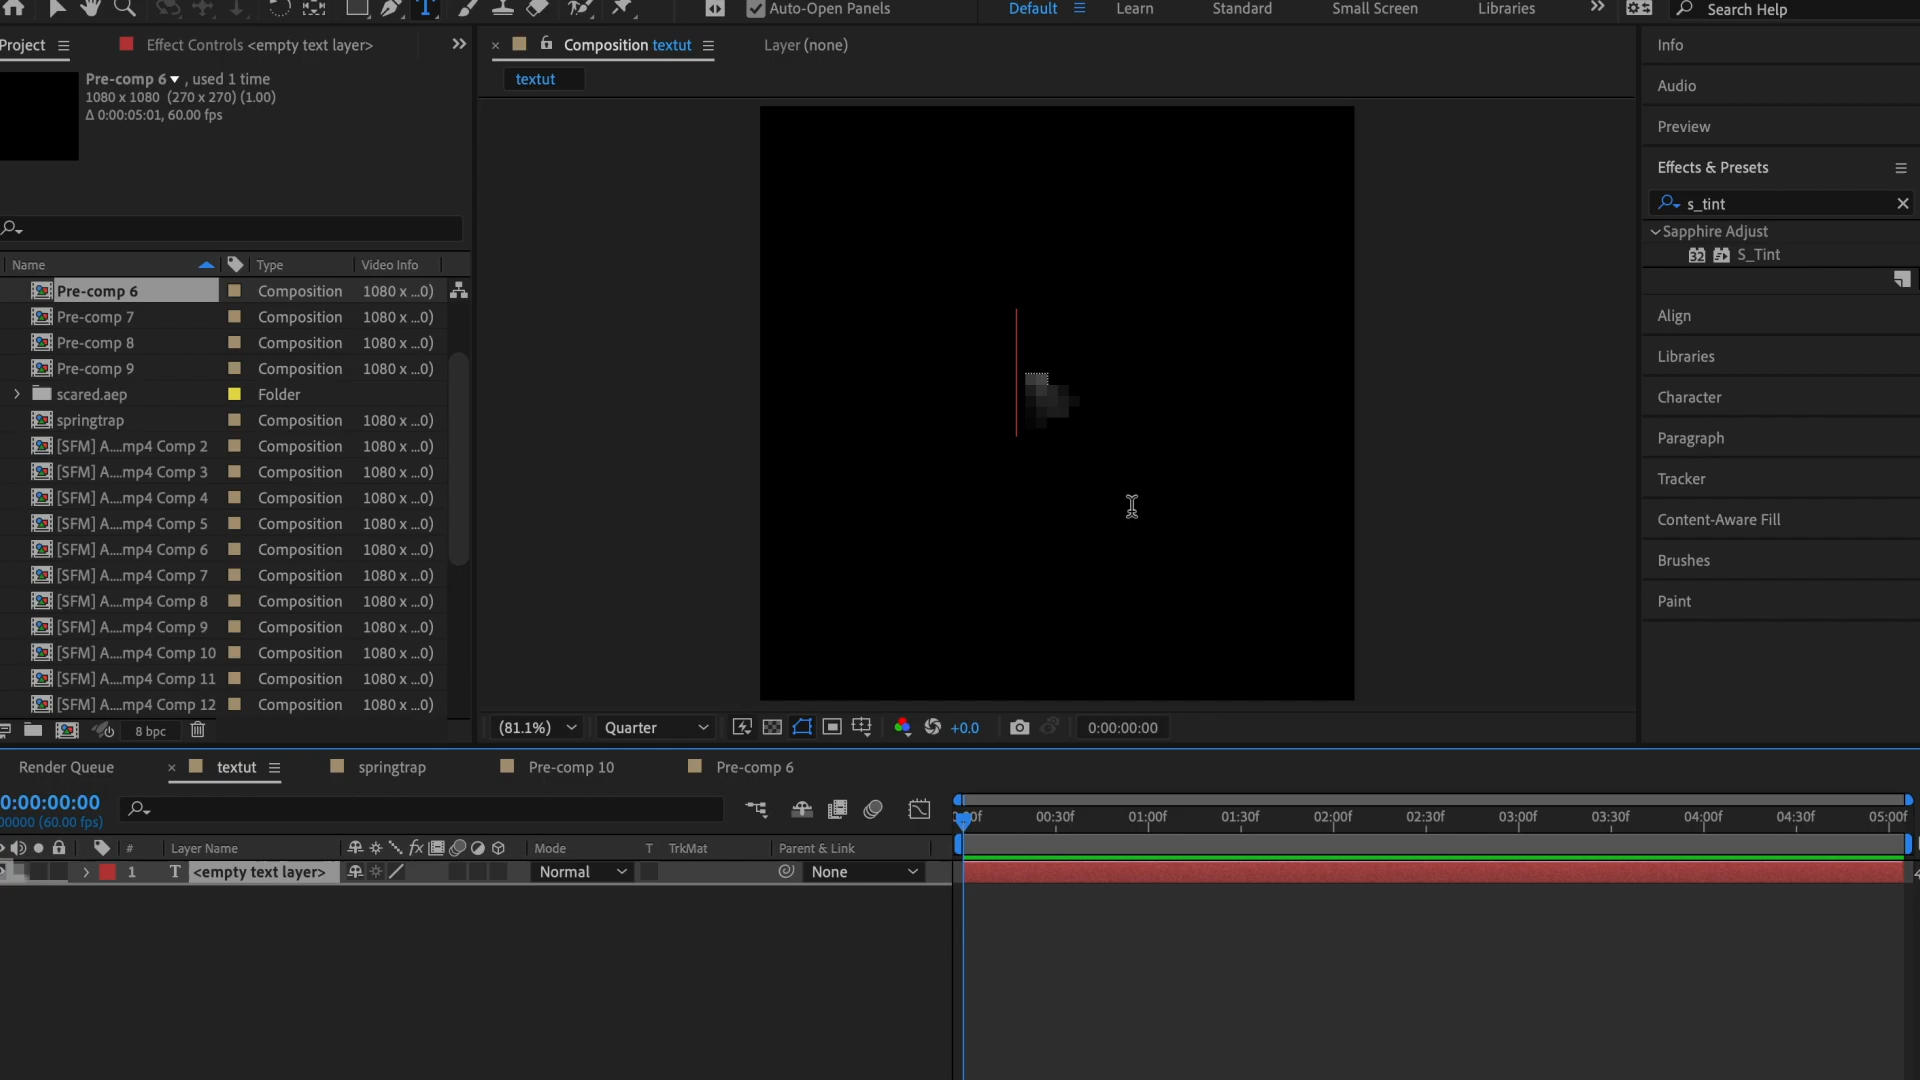 Auto-Open Panels
Default
Learn
Standard
Small Screen
Libraries
Search Help
Project
Effect Controls <empty text layer>
Composition textut
Layer (none)
textut
Pre-comp 6 , used 1 time
1080 x 1080 (270 x 270) (1.00)
Δ 0:00:05:01, 60.00 fps
Name
Type
Video Info
Pre-comp 6 Composition 1080 x ...0)
Pre-comp 7 Composition 1080 x ...0)
Pre-comp 8 Composition 1080 x ...0)
Pre-comp 9 Composition 1080 x ...0)
scared.aep Folder
springtrap Composition 1080 x ...0)
[SFM] A....mp4 Comp 2 Composition 1080 x ...0)
[SFM] A....mp4 Comp 3 Composition 1080 x ...0)
[SFM] A....mp4 Comp 4 Composition 1080 x ...0)
[SFM] A....mp4 Comp 5 Composition 1080 x ...0)
[SFM] A....mp4 Comp 6 Composition 1080 x ...0)
[SFM] A....mp4 Comp 7 Composition 1080 x ...0)
[SFM] A....mp4 Comp 8 Composition 1080 x ...0)
[SFM] A....mp4 Comp 9 Composition 1080 x ...0)
[SFM] A....mp4 Comp 10 Composition 1080 x ...0)
[SFM] A....mp4 Comp 11 Composition 1080 x ...0)
[SFM] A....mp4 Comp 12 Composition 1080 x ...0)
8 bpc
(81.1%)
Quarter
+0.0
0:00:00:00
Info
Audio
Preview
Effects & Presets
s_tint
Sapphire Adjust
32 S_Tint
Align
Libraries
Character
Paragraph
Tracker
Content-Aware Fill
Brushes
Paint
Render Queue
textut
springtrap
Pre-comp 10
Pre-comp 6
0:00:00:00
00000 (60.00 fps)
00:30f 01:00f 01:30f 02:00f 02:30f 03:00f 03:30f 04:00f 04:30f 05:00f
# Layer Name fx Mode T TrkMat Parent & Link
1 T <empty text layer> Normal None